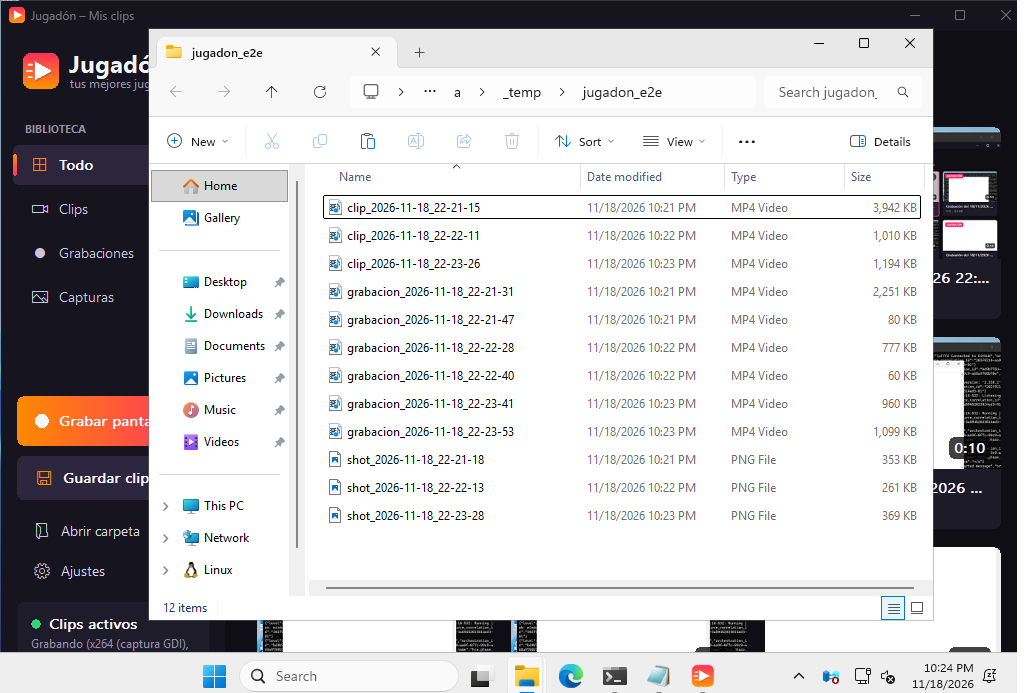 Jugadón – Mis clips
Jugadó
tus mejores jug
BIBLIOTECA
Todo
Clips
Grabaciones
Capturas
Grabar panta
Guardar clip
Abrir carpeta
Ajustes
Clips activos
Grabando (x264 (captura GDI),
jugadon_e2e
a
_temp
jugadon_e2e
Search jugadon_
New
Sort
View
Details
Home
Gallery
Desktop
Downloads
Documents
Pictures
Music
Videos
This PC
Network
Linux
Name Date modified Type Size
clip_2026-11-18_22-21-15 11/18/2026 10:21 PM MP4 Video 3,942 KB
clip_2026-11-18_22-22-11 11/18/2026 10:22 PM MP4 Video 1,010 KB
clip_2026-11-18_22-23-26 11/18/2026 10:23 PM MP4 Video 1,194 KB
grabacion_2026-11-18_22-21-31 11/18/2026 10:21 PM MP4 Video 2,251 KB
grabacion_2026-11-18_22-21-47 11/18/2026 10:21 PM MP4 Video 80 KB
grabacion_2026-11-18_22-22-28 11/18/2026 10:22 PM MP4 Video 777 KB
grabacion_2026-11-18_22-22-40 11/18/2026 10:22 PM MP4 Video 60 KB
grabacion_2026-11-18_22-23-41 11/18/2026 10:23 PM MP4 Video 960 KB
grabacion_2026-11-18_22-23-53 11/18/2026 10:23 PM MP4 Video 1,099 KB
shot_2026-11-18_22-21-18 11/18/2026 10:21 PM PNG File 353 KB
shot_2026-11-18_22-22-13 11/18/2026 10:22 PM PNG File 261 KB
shot_2026-11-18_22-23-28 11/18/2026 10:23 PM PNG File 369 KB
12 items
26 22:...
0:10
2026 ...
Search
10:24 PM
11/18/2026